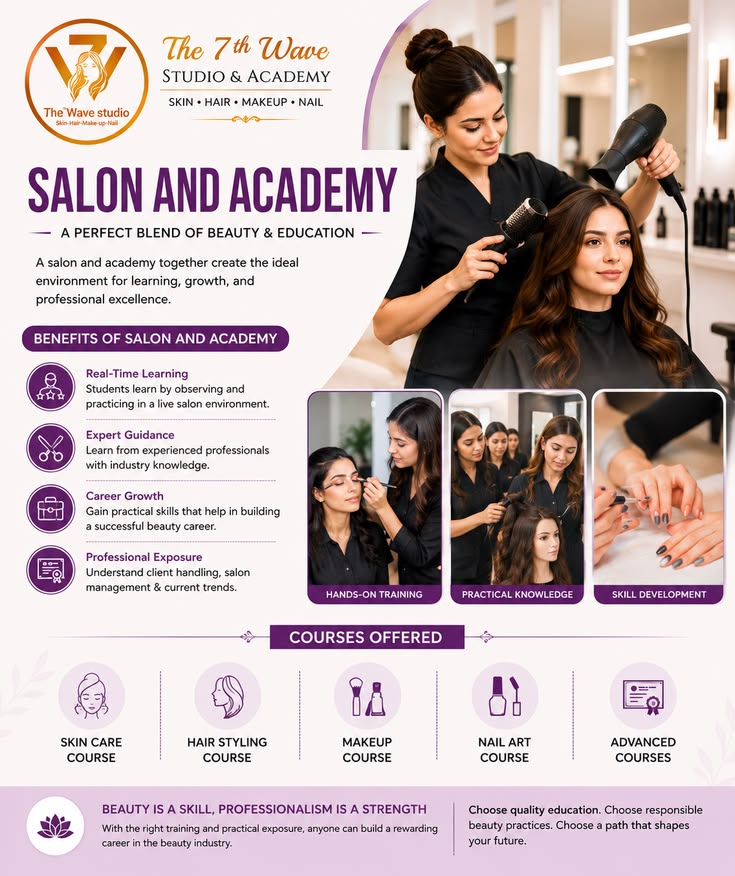 The 7th Wave
STUDIO & ACADEMY
SKIN • HAIR • MAKEUP • NAIL
The Wave studio
Skin-Hair-Make-up-Nail
SALON AND ACADEMY
A PERFECT BLEND OF BEAUTY & EDUCATION
A salon and academy together create the ideal
environment for learning, growth, and
professional excellence.
BENEFITS OF SALON AND ACADEMY
Real-Time Learning
Students learn by observing and
practicing in a live salon environment.
Expert Guidance
Learn from experienced professionals
with industry knowledge.
Career Growth
Gain practical skills that help in building
a successful beauty career.
Professional Exposure
Understand client handling, salon
management & current trends.
HANDS-ON TRAINING
PRACTICAL KNOWLEDGE
SKILL DEVELOPMENT
COURSES OFFERED
SKIN CARE
COURSE
HAIR STYLING
COURSE
MAKEUP
COURSE
NAIL ART
COURSE
ADVANCED
COURSES
BEAUTY IS A SKILL, PROFESSIONALISM IS A STRENGTH
With the right training and practical exposure, anyone can build a rewarding
career in the beauty industry.
Choose quality education. Choose responsible
beauty practices. Choose a path that shapes
your future.